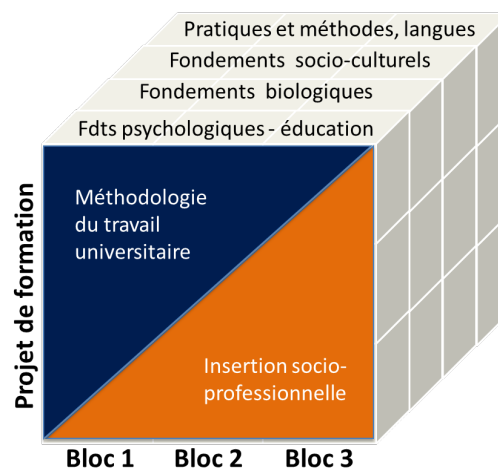 Pratiques et méthodes, langues
Fondements socio-culturels
Fondements biologiques
Fdts psychologiques - éducation
Projet de formation
Méthodologie
du travail
universitaire
Insertion socio-
professionnelle
Bloc 1 Bloc 2 Bloc 3